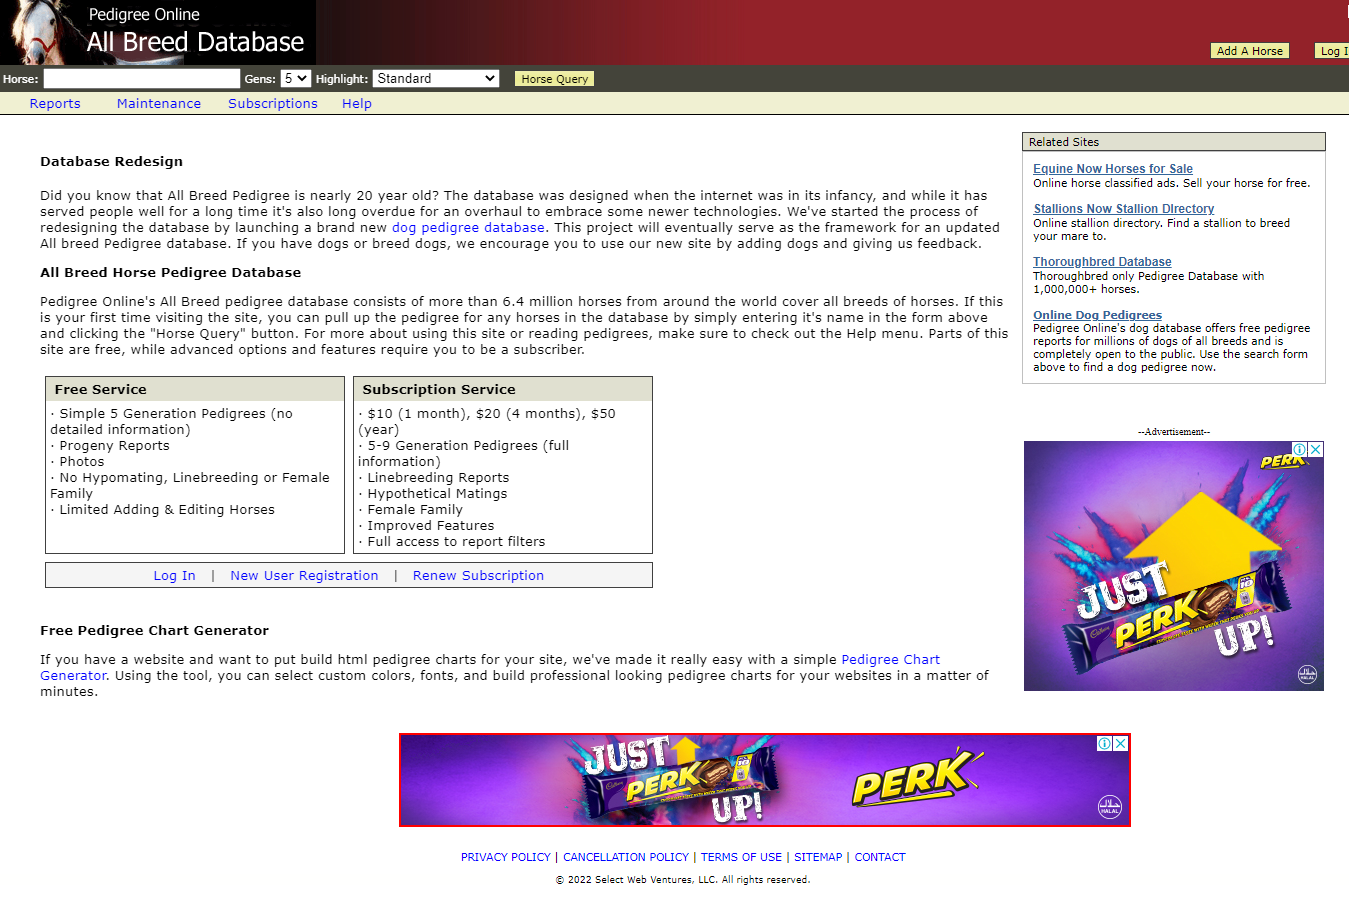 Pedigree Online
All Breed Database
Add A Horse
Log I
Horse:
Gens: 5
Highlight: Standard
Horse Query
Reports
Maintenance
Subscriptions
Help
Database Redesign
Did you know that All Breed Pedigree is nearly 20 year old? The database was designed when the internet was in its infancy, and while it has
served people well for a long time it's also long overdue for an overhaul to embrace some newer technologies. We've started the process of
redesigning the database by launching a brand new dog pedigree database. This project will eventually serve as the framework for an updated
All breed Pedigree database. If you have dogs or breed dogs, we encourage you to use our new site by adding dogs and giving us feedback.
All Breed Horse Pedigree Database
Pedigree Online's All Breed pedigree database consists of more than 6.4 million horses from around the world cover all breeds of horses. If this
is your first time visiting the site, you can pull up the pedigree for any horses in the database by simply entering it's name in the form above
and clicking the "Horse Query" button. For more about using this site or reading pedigrees, make sure to check out the Help menu. Parts of this
site are free, while advanced options and features require you to be a subscriber.
Free Service
· Simple 5 Generation Pedigrees (no
detailed information)
· Progeny Reports
· Photos
· No Hypomating, Linebreeding or Female
Family
· Limited Adding & Editing Horses
Subscription Service
· $10 (1 month), $20 (4 months), $50
(year)
· 5-9 Generation Pedigrees (full
information)
· Linebreeding Reports
· Hypothetical Matings
· Female Family
· Improved Features
· Full access to report filters
Log In | New User Registration | Renew Subscription
Free Pedigree Chart Generator
If you have a website and want to put build html pedigree charts for your site, we've made it really easy with a simple Pedigree Chart
Generator. Using the tool, you can select custom colors, fonts, and build professional looking pedigree charts for your websites in a matter of
minutes.
Related Sites
Equine Now Horses for Sale
Online horse classified ads. Sell your horse for free.
Stallions Now Stallion DIrectory
Online stallion directory. Find a stallion to breed
your mare to.
Thoroughbred Database
Thoroughbred only Pedigree Database with
1,000,000+ horses.
Online Dog Pedigrees
Pedigree Online's dog database offers free pedigree
reports for millions of dogs of all breeds and is
completely open to the public. Use the search form
above to find a dog pedigree now.
--Advertisement--
PERK
JUST
Cadbury
PERK
UP!
HALAL
JUST
PERK
UP!
PERK
HALAL
PRIVACY POLICY | CANCELLATION POLICY | TERMS OF USE | SITEMAP | CONTACT
© 2022 Select Web Ventures, LLC. All rights reserved.